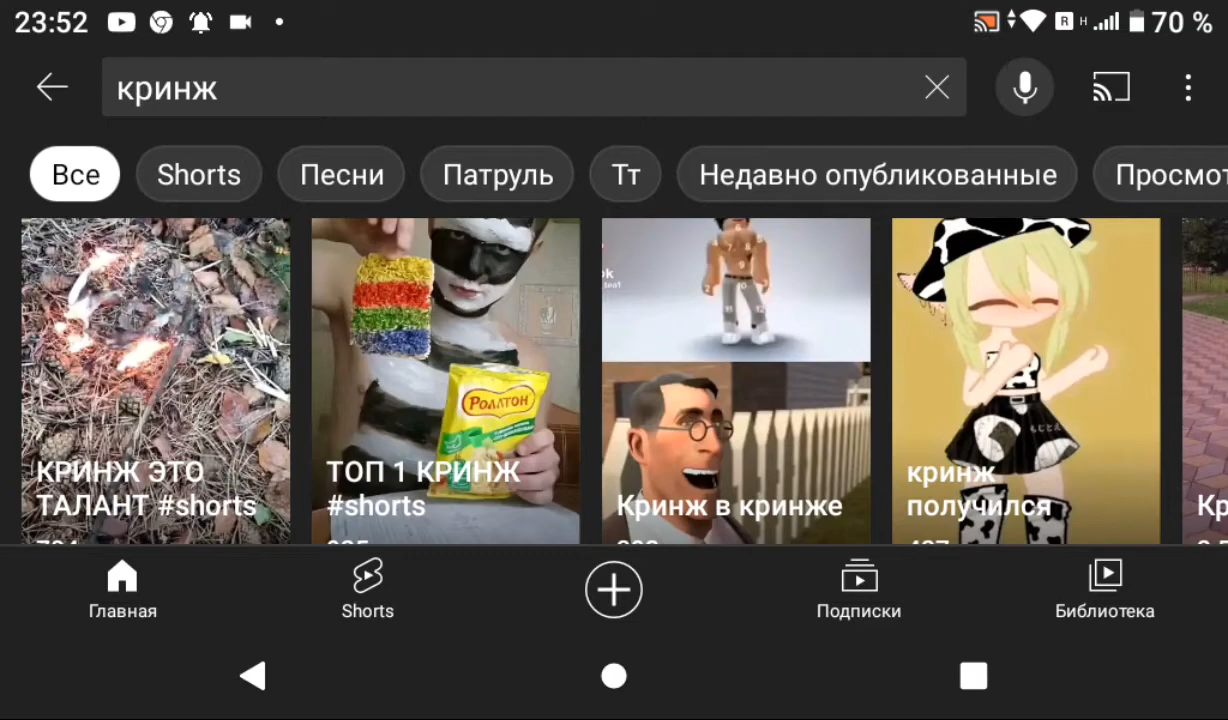 23:52
R H 70 %
кринж
Все Shorts Песни Патруль Тт Недавно опубликованные
РОЛЛТОН
КРИНЖ ЭТО
ТАЛАНТ #shorts
ТОП 1 КРИНЖ
#shorts
Кринж в кринже
кринж
получился
Главная Shorts Подписки Библиотека